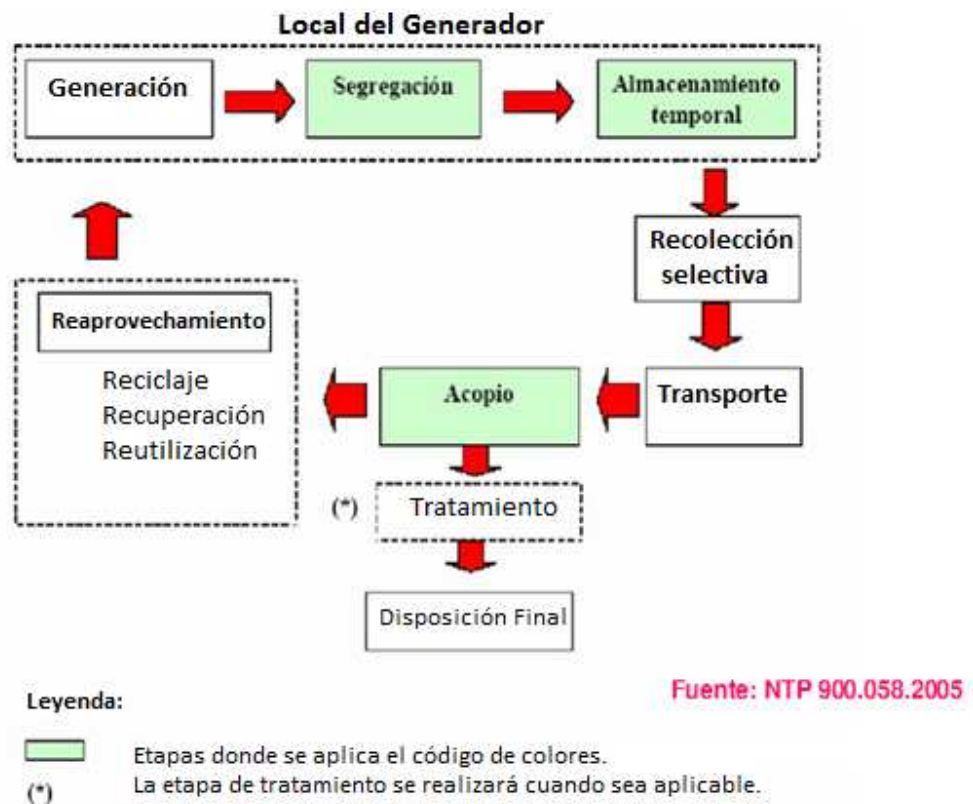 Local del Generador
Generación
Segregación
Almacenamiento
temporal
Recolección
selectiva
Transporte
Acopio
Reaprovechamiento
Reciclaje
Recuperación
Reutilización
(*)
Tratamiento
Disposición Final
Fuente: NTP 900.058.2005
Leyenda:
Etapas donde se aplica el código de colores.
(*) La etapa de tratamiento se realizará cuando sea aplicable.